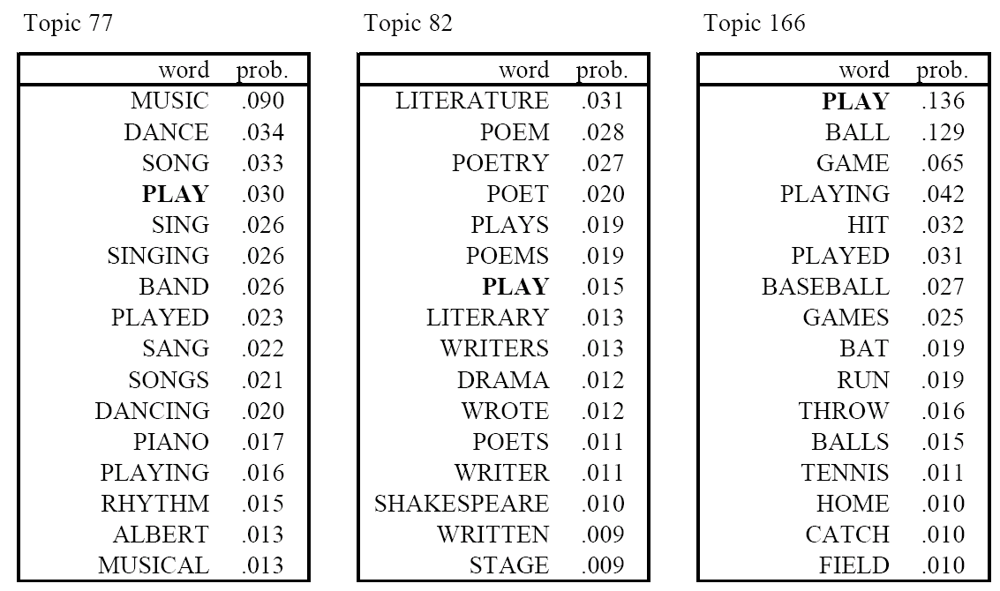 Topic 77
word prob.
MUSIC .090
DANCE .034
SONG .033
PLAY .030
SING .026
SINGING .026
BAND .026
PLAYED .023
SANG .022
SONGS .021
DANCING .020
PIANO .017
PLAYING .016
RHYTHM .015
ALBERT .013
MUSICAL .013
Topic 82
word prob.
LITERATURE .031
POEM .028
POETRY .027
POET .020
PLAYS .019
POEMS .019
PLAY .015
LITERARY .013
WRITERS .013
DRAMA .012
WROTE .012
POETS .011
WRITER .011
SHAKESPEARE .010
WRITTEN .009
STAGE .009
Topic 166
word prob.
PLAY .136
BALL .129
GAME .065
PLAYING .042
HIT .032
PLAYED .031
BASEBALL .027
GAMES .025
BAT .019
RUN .019
THROW .016
BALLS .015
TENNIS .011
HOME .010
CATCH .010
FIELD .010